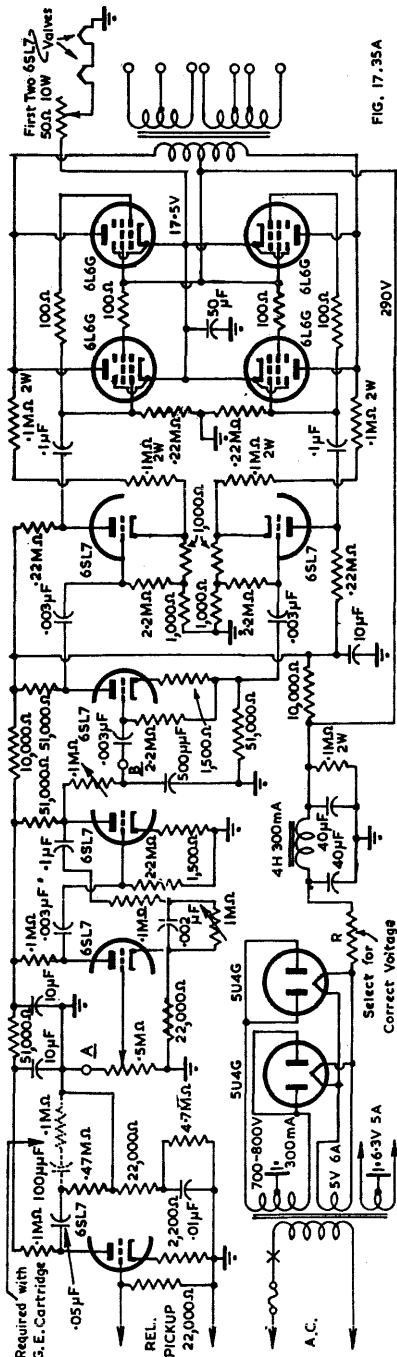 Required with
G.E. Cartridge
·1MΩ
100μμF
·1MΩ
·05μF
6SL7
·47MΩ
22,000Ω
4·7MΩ
2,200Ω
·01μF
REL.
PICKUP
22,000Ω
51,000Ω
10μF
10μF
A
·5MΩ
·1MΩ
·003μF
6SL7
·1MΩ
·002
μF
1MΩ
22,000Ω
10,000Ω
51,000Ω
51,000Ω
·1μF
·1MΩ
6SL7
2·2MΩ
1,500Ω
·003μF
B
6SL7
2·2MΩ
500μμF
1,500Ω
51,000Ω
·22MΩ
·003μF
6SL7
2·2MΩ
1,000Ω
1,000Ω
1,000Ω
2·2MΩ
·003μF
6SL7
·22MΩ
10μF
10,000Ω
·1MΩ 2W
·1μF
·1MΩ
2W
·22MΩ
·22MΩ
·1MΩ
2W
·1μF
·1MΩ 2W
6L6G
100Ω
6L6G
100Ω
17·5V
50
μF
100Ω
6L6G
100Ω
6L6G
290V
First Two 6SL7
Valves
50Ω 10W
700-800V
300mA
5U4G
5U4G
5V 6A
6·3V 5A
A.C.
R
Select for
Correct Voltage
4H 300mA
40μF
40μF
·1MΩ
2W
FIG. 17.35A